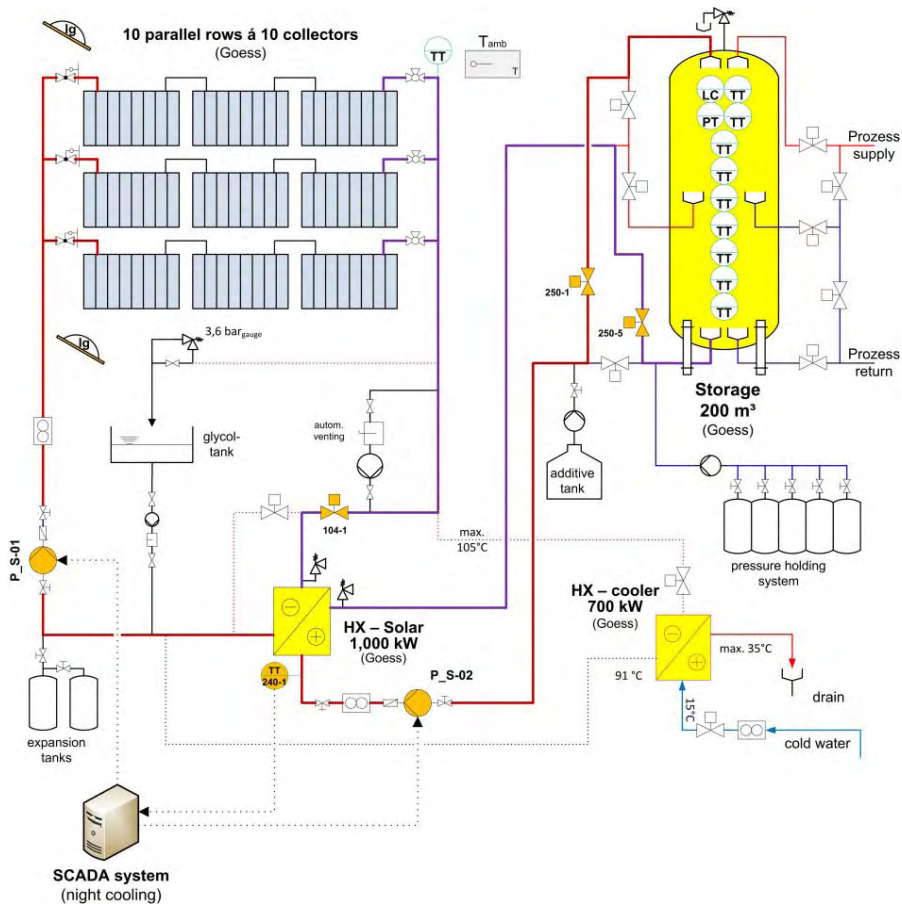 Ig
10 parallel rows á 10 collectors
(Goess)
TT
Tamb
T
LC TT
PT TT
TT
TT
TT
TT
TT
TT
TT
Prozess
supply
250-1
250-5
Ig
3,6 bar gauge
glycol-
tank
autom.
venting
Prozess
return
Storage
200 m³
(Goess)
additive
tank
104-1
max.
105°C
pressure holding
system
P_S-01
HX – Solar
1,000 kW
(Goess)
HX – cooler
700 kW
(Goess)
max. 35°C
91 °C
drain
15°C
cold water
TT
240-1
P_S-02
expansion
tanks
SCADA system
(night cooling)